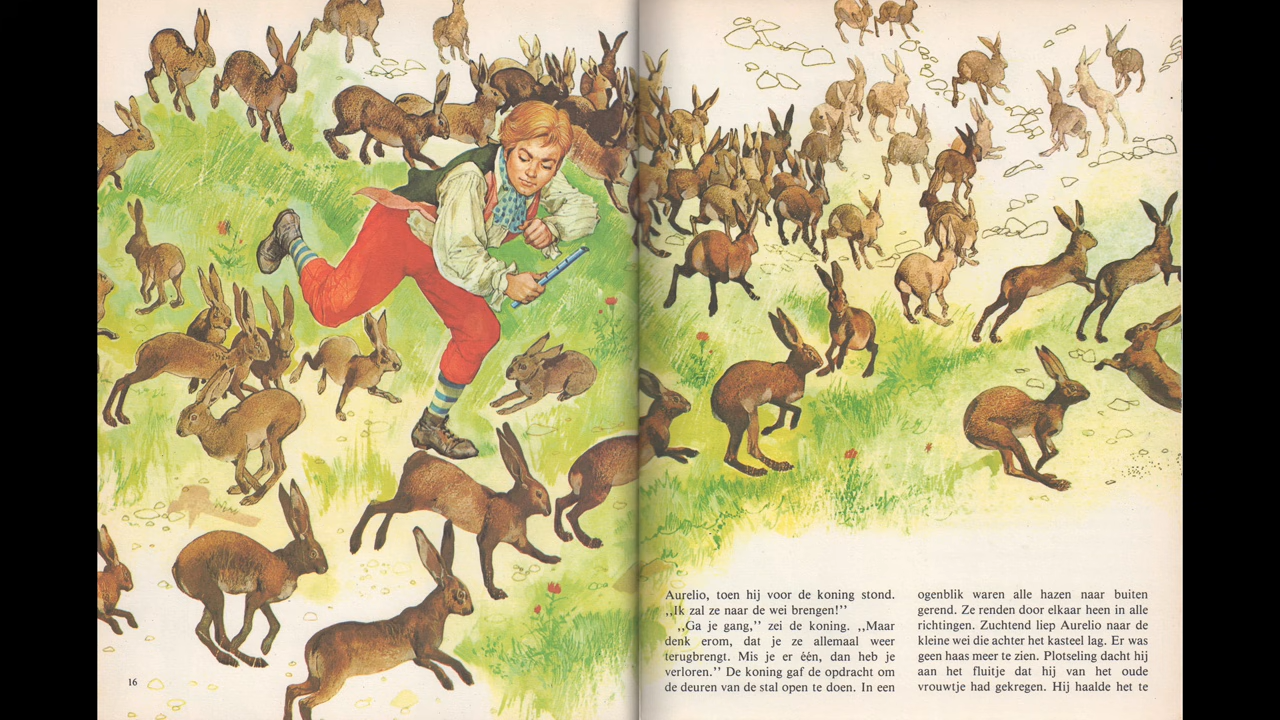 16
Aurelio, toen hij voor de koning stond.
,,Ik zal ze naar de wei brengen!’’
,,Ga je gang,’’ zei de koning. ,,Maar
denk erom, dat je ze allemaal weer
terugbrengt. Mis je er één, dan heb je
verloren.’’ De koning gaf de opdracht om
de deuren van de stal open te doen. In een
ogenblik waren alle hazen naar buiten
gerend. Ze renden door elkaar heen in alle
richtingen. Zuchtend liep Aurelio naar de
kleine wei die achter het kasteel lag. Er was
geen haas meer te zien. Plotseling dacht hij
aan het fluitje dat hij van het oude
vrouwtje had gekregen. Hij haalde het te